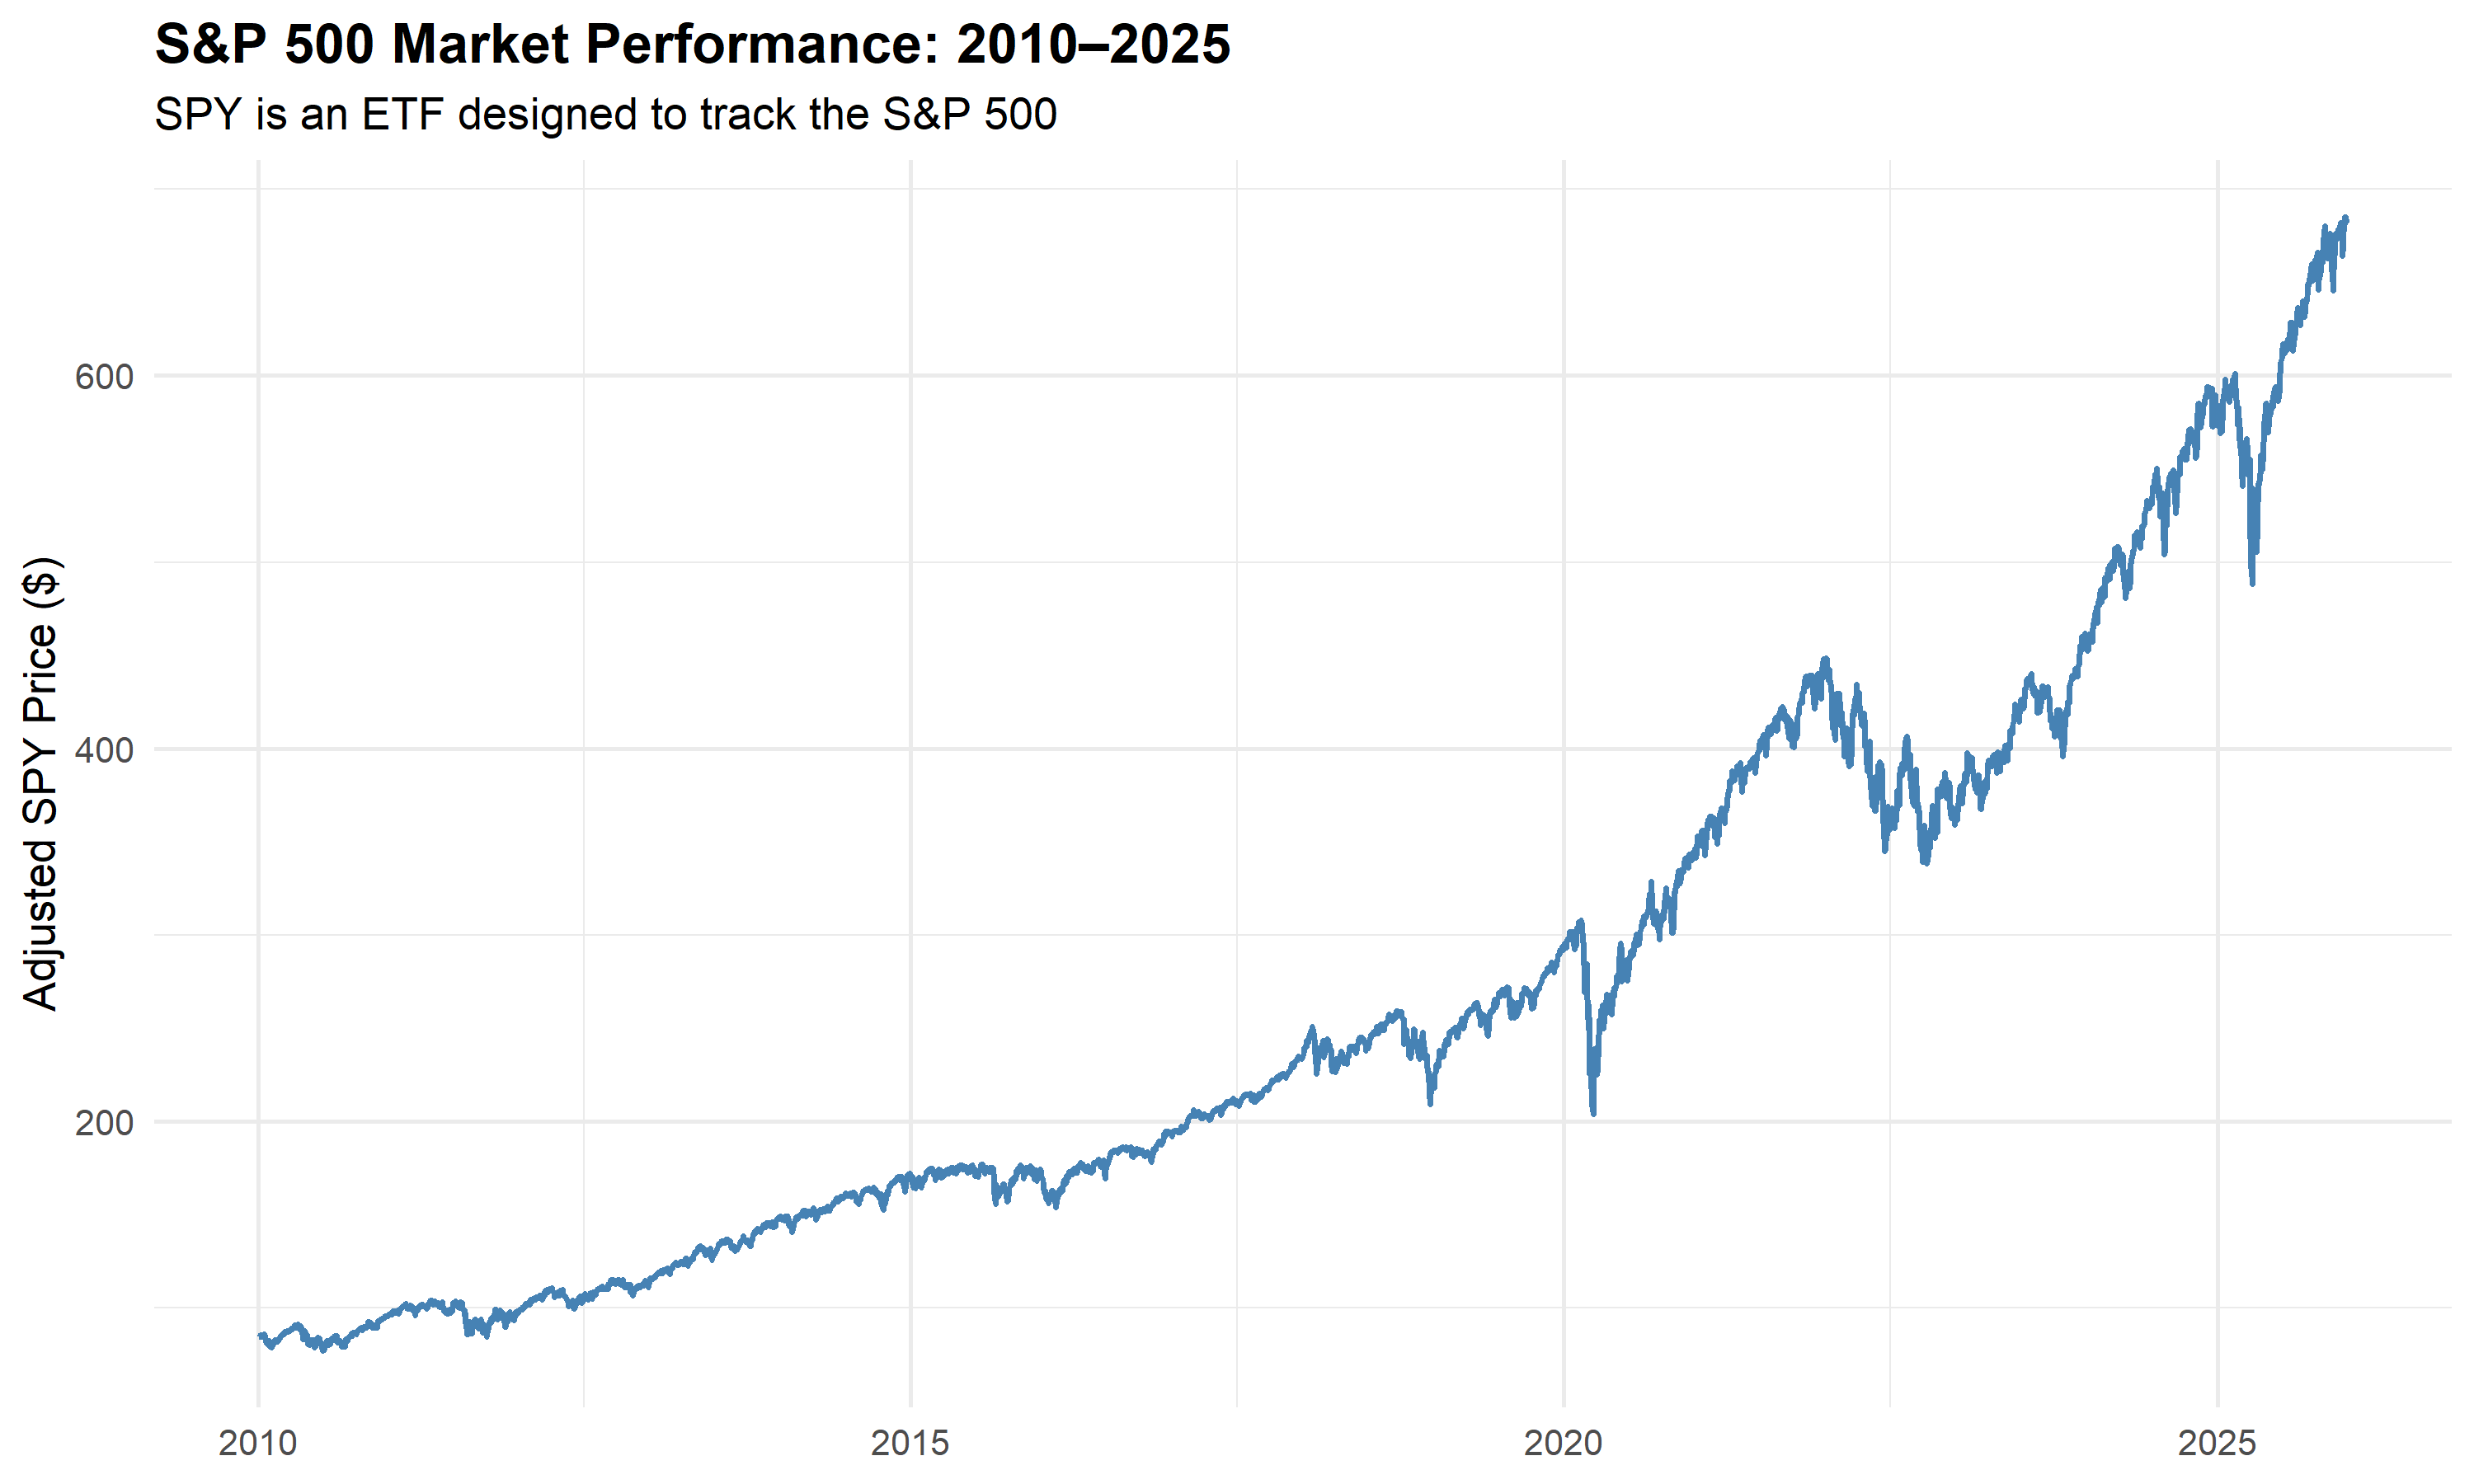 S&P 500 Market Performance: 2010–2025
SPY is an ETF designed to track the S&P 500
Adjusted SPY Price ($)
600
400
200
2010
2015
2020
2025